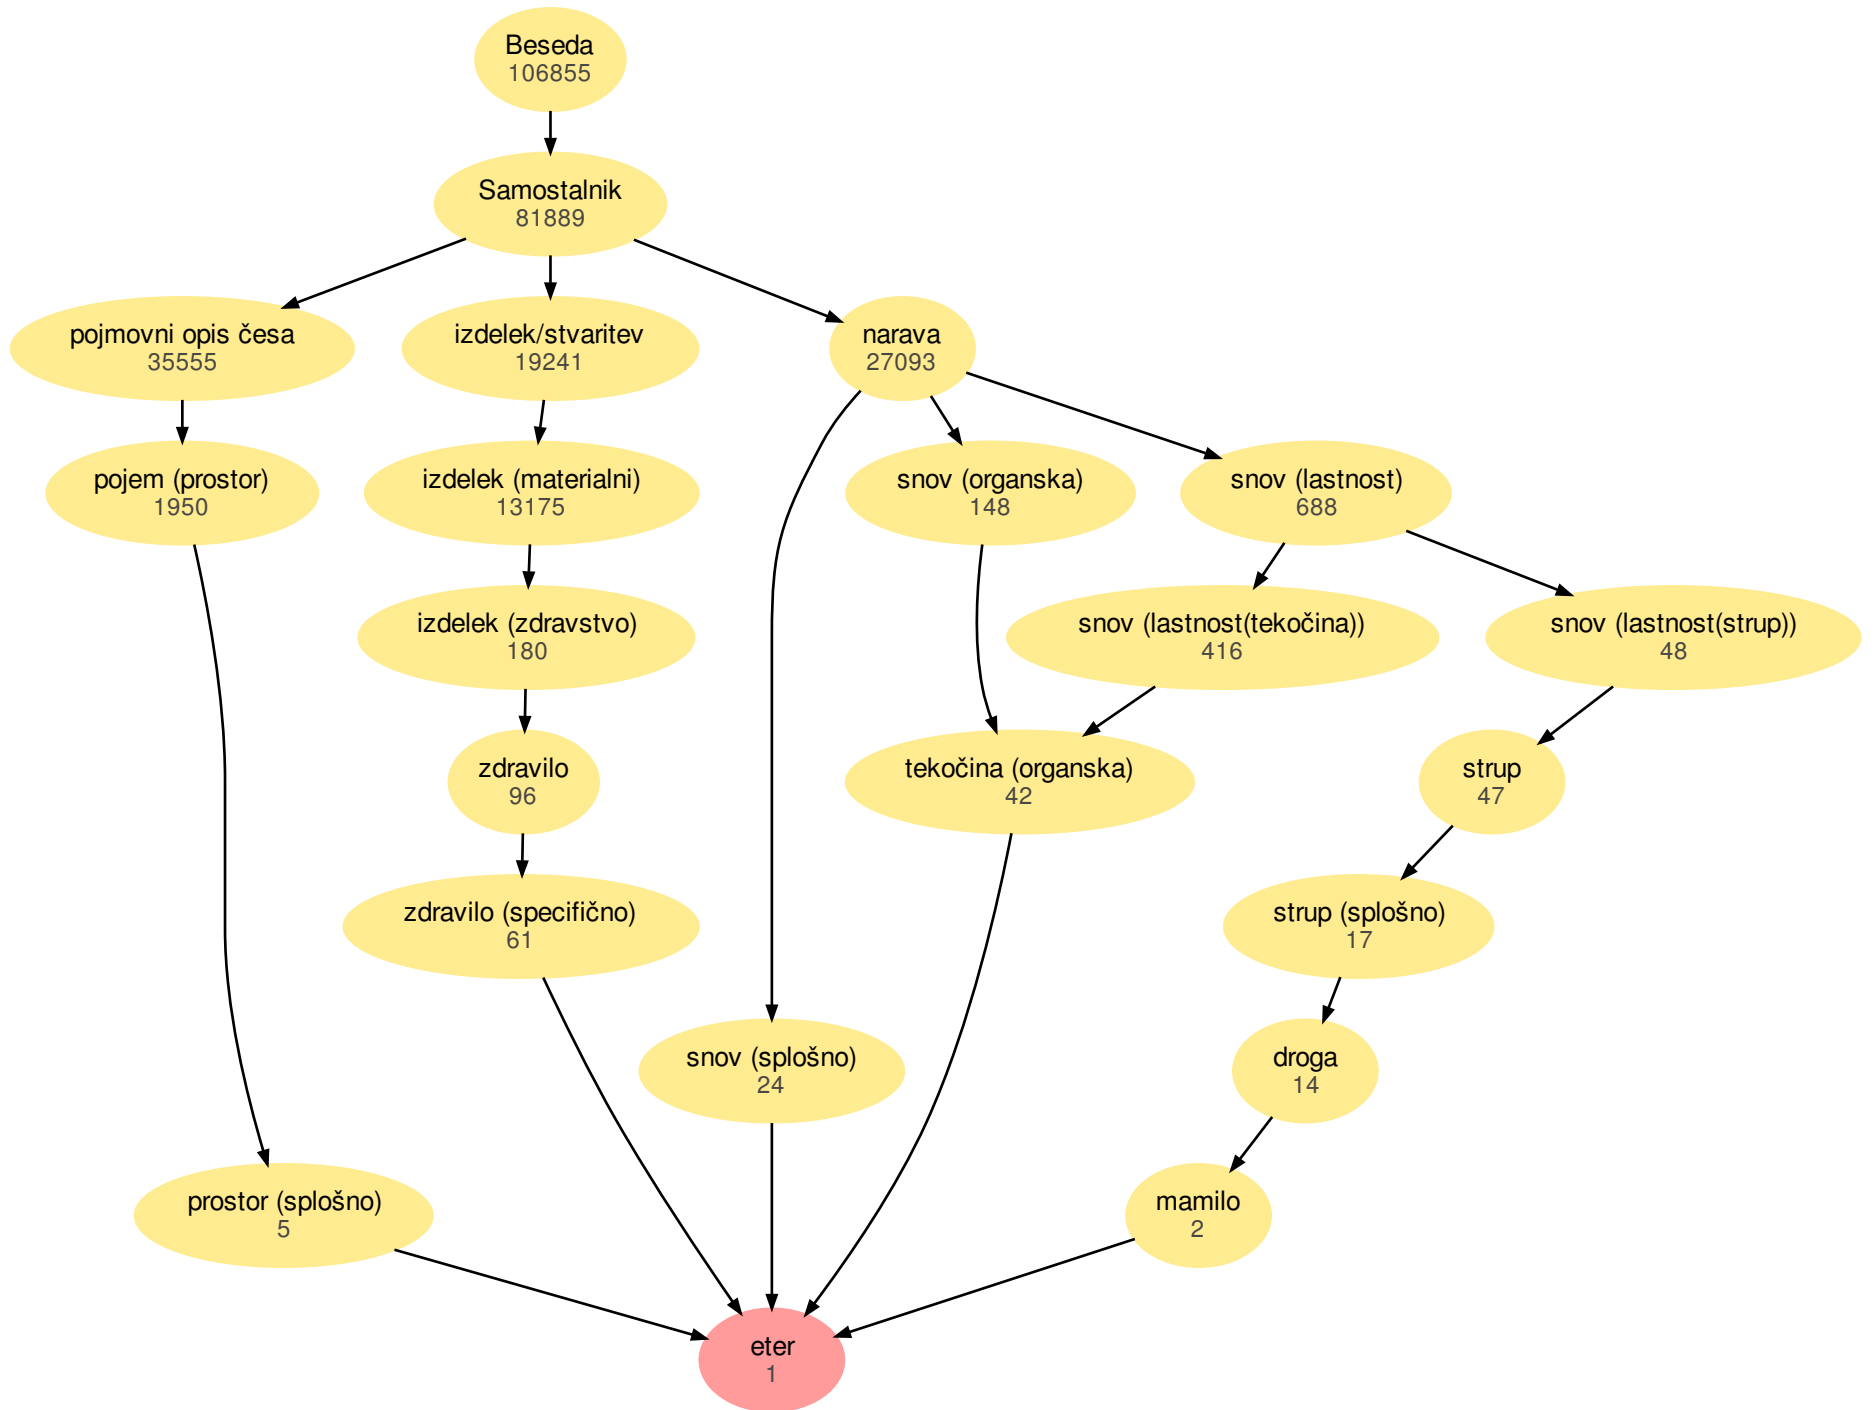 Beseda
106855
Samostalnik
81889
pojmovni opis česa
35555
izdelek/stvaritev
19241
narava
27093
pojem (prostor)
1950
izdelek (materialni)
13175
snov (organska)
148
snov (lastnost)
688
izdelek (zdravstvo)
180
snov (lastnost(tekočina))
416
snov (lastnost(strup))
48
zdravilo
96
tekočina (organska)
42
strup
47
zdravilo (specifično)
61
strup (splošno)
17
snov (splošno)
24
droga
14
prostor (splošno)
5
mamilo
2
eter
1